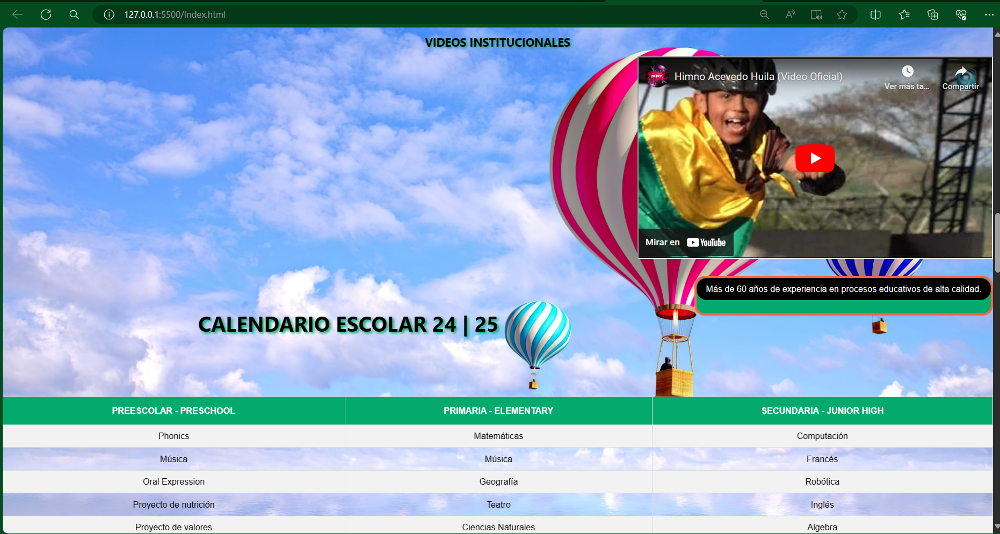 127.0.0.1:5500/Index.html
VIDEOS INSTITUCIONALES
Himno Acevedo Huila (Video Oficial)
Ver más ta...
Compartir
Mirar en YouTube
Más de 60 años de experiencia en procesos educativos de alta calidad.
CALENDARIO ESCOLAR 24 | 25
PREESCOLAR - PRESCHOOL PRIMARIA - ELEMENTARY SECUNDARIA - JUNIOR HIGH
Phonics Matemáticas Computación
Música Música Francés
Oral Expression Geografía Robótica
Proyecto de nutrición Teatro Inglés
Proyecto de valores Ciencias Naturales Algebra